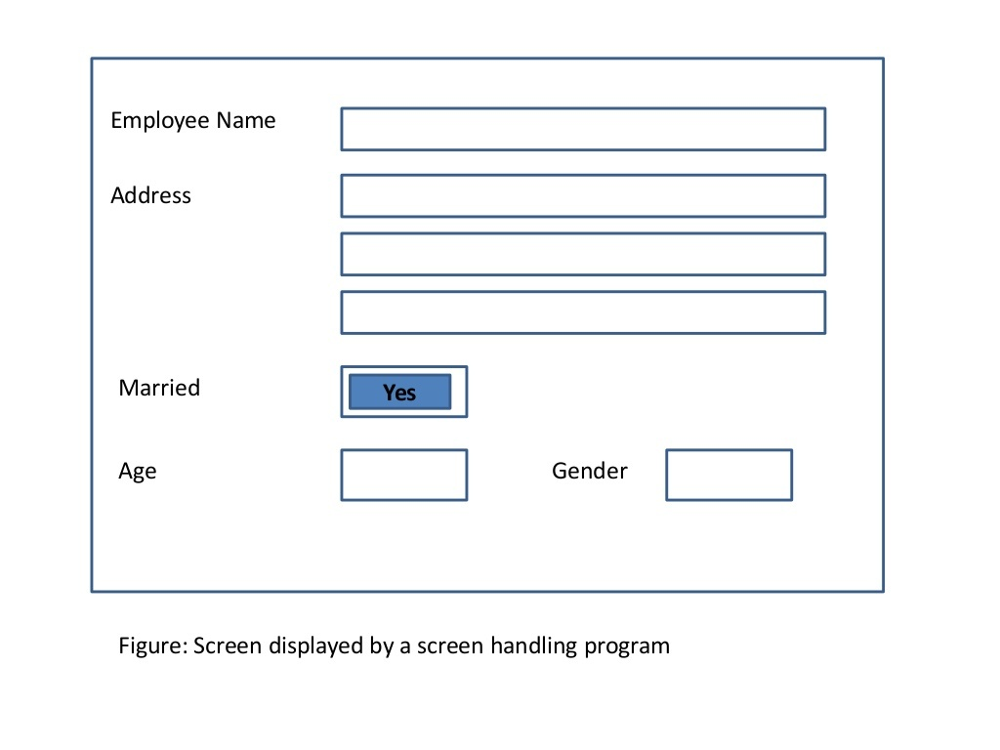 Employee Name
Address
Married Yes
Age Gender
Figure: Screen displayed by a screen handling program